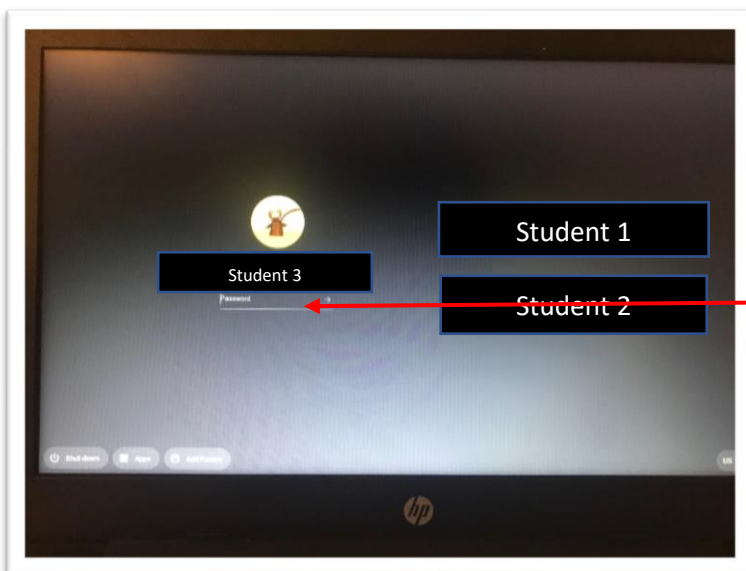 Student 1
Student 3
Password
Student 2
Shut down
Apps
Add Person
US
hp